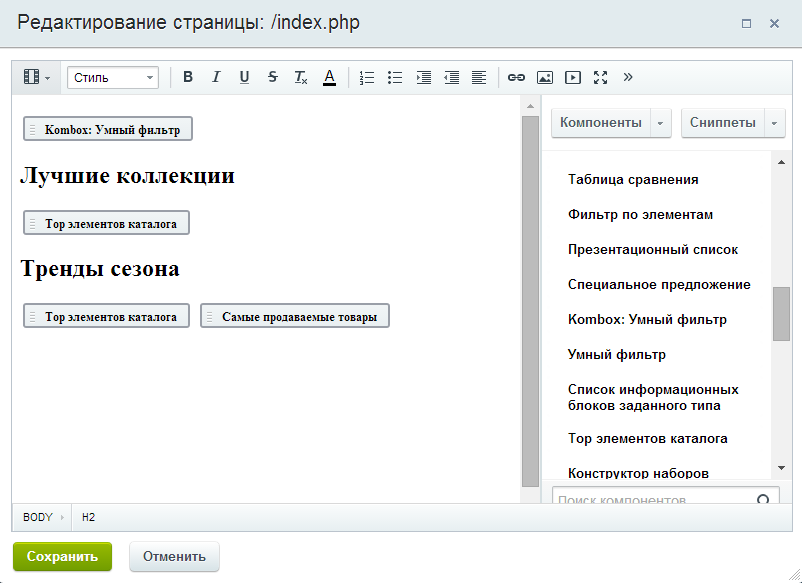 Редактирование страницы: /index.php
Стиль
B I U S Tx A
Kombox: Умный фильтр
Лучшие коллекции
Top элементов каталога
Тренды сезона
Top элементов каталога Самые продаваемые товары
Компоненты Сниппеты
Таблица сравнения
Фильтр по элементам
Презентационный список
Специальное предложение
Kombox: Умный фильтр
Умный фильтр
Список информационных
блоков заданного типа
Top элементов каталога
Конструктор наборов
Поиск компонентов
BODY H2
Сохранить Отменить